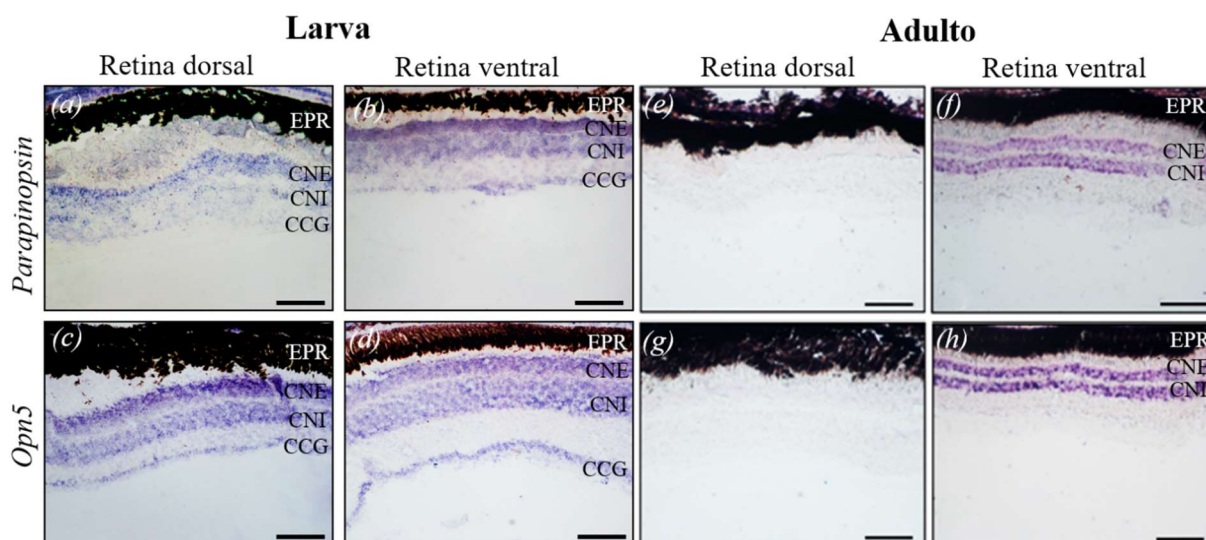 Larva
Adulto
Retina dorsal
Retina ventral
Retina dorsal
Retina ventral
Parapinopsin
(a)
EPR
CNE
CNI
CCG
(b)
EPR
CNE
CNI
CCG
(e)
(f)
EPR
CNE
CNI
Opn5
(c)
EPR
CNE
CNI
CCG
(d)
EPR
CNE
CNI
CCG
(g)
(h)
EPR
CNE
CNI